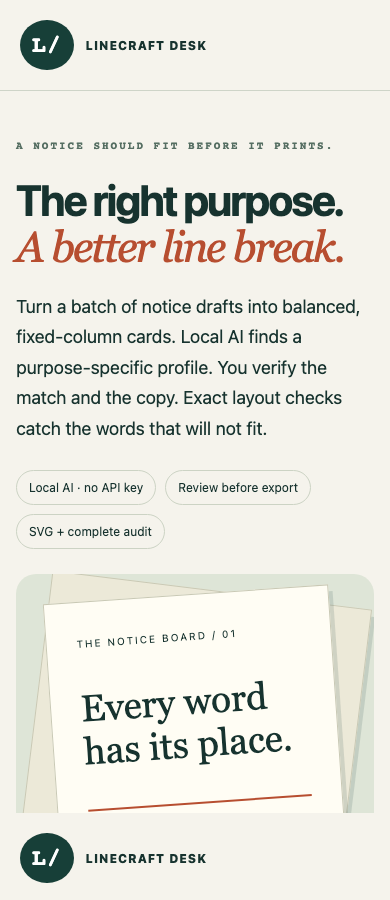 L/ LINECRAFT DESK
A NOTICE SHOULD FIT BEFORE IT PRINTS.
The right purpose.
A better line break.
Turn a batch of notice drafts into balanced,
fixed-column cards. Local AI finds a
purpose-specific profile. You verify the
match and the copy. Exact layout checks
catch the words that will not fit.
Local AI · no API key
Review before export
SVG + complete audit
THE NOTICE BOARD / 01
Every word
has its place.
L/ LINECRAFT DESK